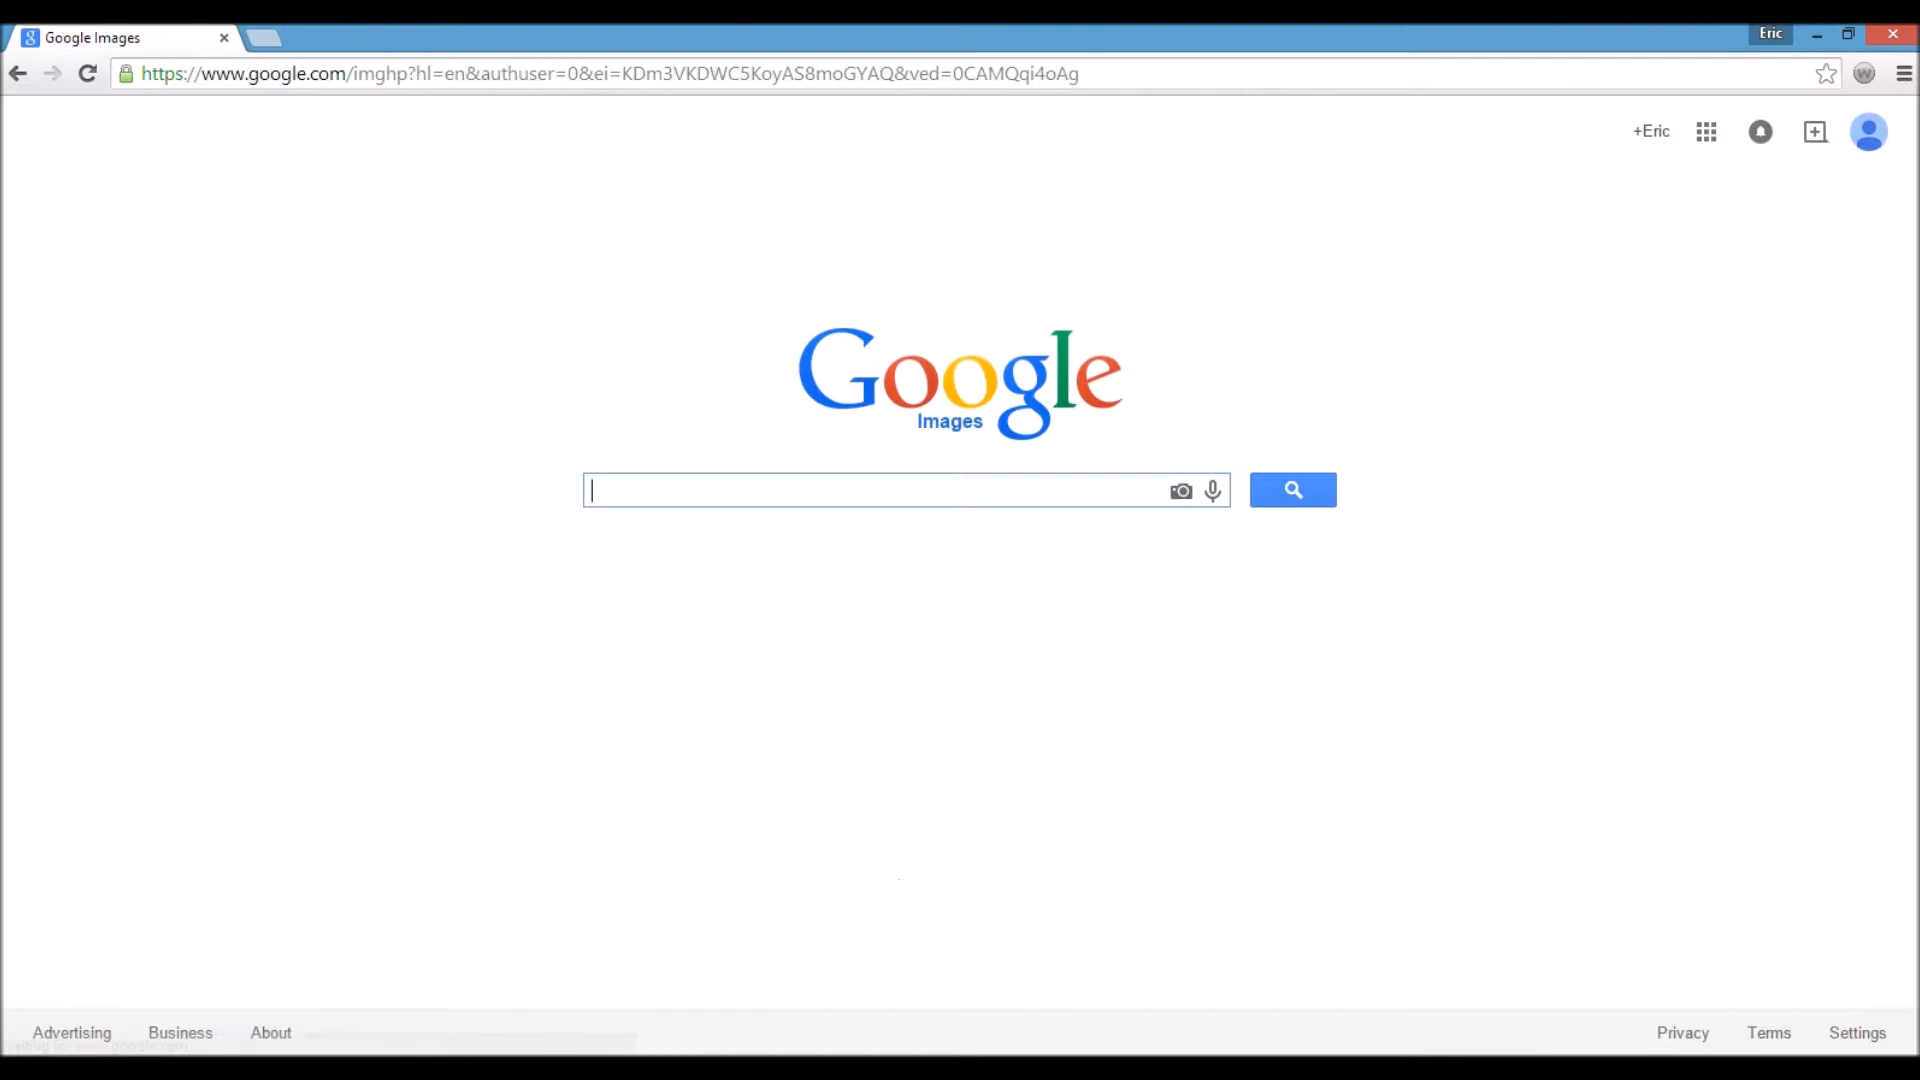 Google Images
Eric
https://www.google.com/imghp?hl=en&authuser=0&ei=KDm3VKDWC5KoyAS8moGYAQ&ved=0CAMQqi4oAg
+Eric
Google
Images
Advertising Business About Privacy Terms Settings